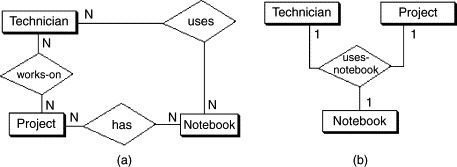 Technician N uses
N N
works-on
N N
Project N has N Notebook
(a)
Technician Project
1 1
uses-
notebook
1
Notebook
(b)